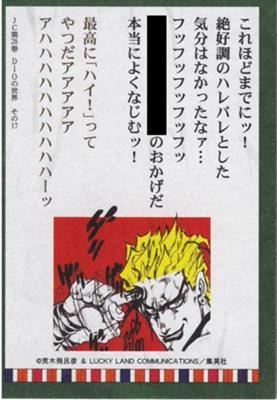 これほどまでにッ！
絶好調のハレバレとした
気分はなかったなァ…
フッフッフッフッフッ
のおかげだ
本当によくなじむッ！
最高に「ハイ！」って
やつだアアアアア
アハハハハハハハハハーッ
JC第28巻 DIOの世界 その17
©荒木飛呂彦 & LUCKY LAND COMMUNICATIONS／集英社